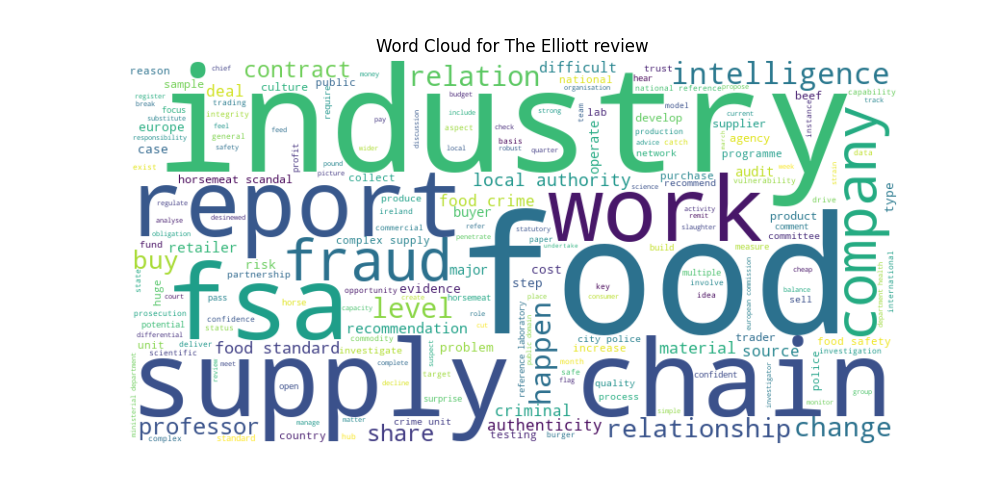 Word Cloud for The Elliott review
industry
food
supply chain
report
work
fsa
fraud
company
intelligence
relation
contract
level
happen
relationship
change
professor
share
buy
local authority
food crime
food standard
authenticity
criminal
material
source
difficult
deal
case
europe
retailer
recommendation
evidence
complex supply
horsemeat scandal
buyer
major
step
cost
risk
unit
problem
increase
city police
trader
food safety
police
type
sell
product
committee
audit
programme
agency
supplier
beef
network
develop
operate
lab
national
public
culture
sample
reason
chief
money
trust
hear
national reference
propose
organisation
capability
track
register
break
substitute
responsibility
focus
trading
integrity
feel
general
safety
exist
require
budget
include
aspect
check
basis
robust
quarter
strong
team
model
production
advice
catch
current
instance
data
discussion
local
pay
wider
picture
pound
profit
feed
collect
produce
ireland
commercial
refer
penetrate
statutory
paper
undertake
science
purchase
recommend
vulnerability
activity
remit
slaughter
drive
comment
measure
build
week
strain
search
regulate
analyse
obligation
desinewed
fund
partnership
opportunity
horse
horsemeat
capacity
create
role
place
key
idea
multiple
involve
consumer
cheap
balance
european commission
department health
international
state
huge
court
pass
prosecution
confidence
potential
status
differential
deliver
scientific
review
meet
investigate
commodity
complete
suspect
cut
decline
target
surprise
open
manage
matter
crime unit
country
hub
standard
complex
ministerial department
testing
burger
reference laboratory
public domain
month
safe
flag
quality
process
simple
confident
investigator
investigation
monitor
group